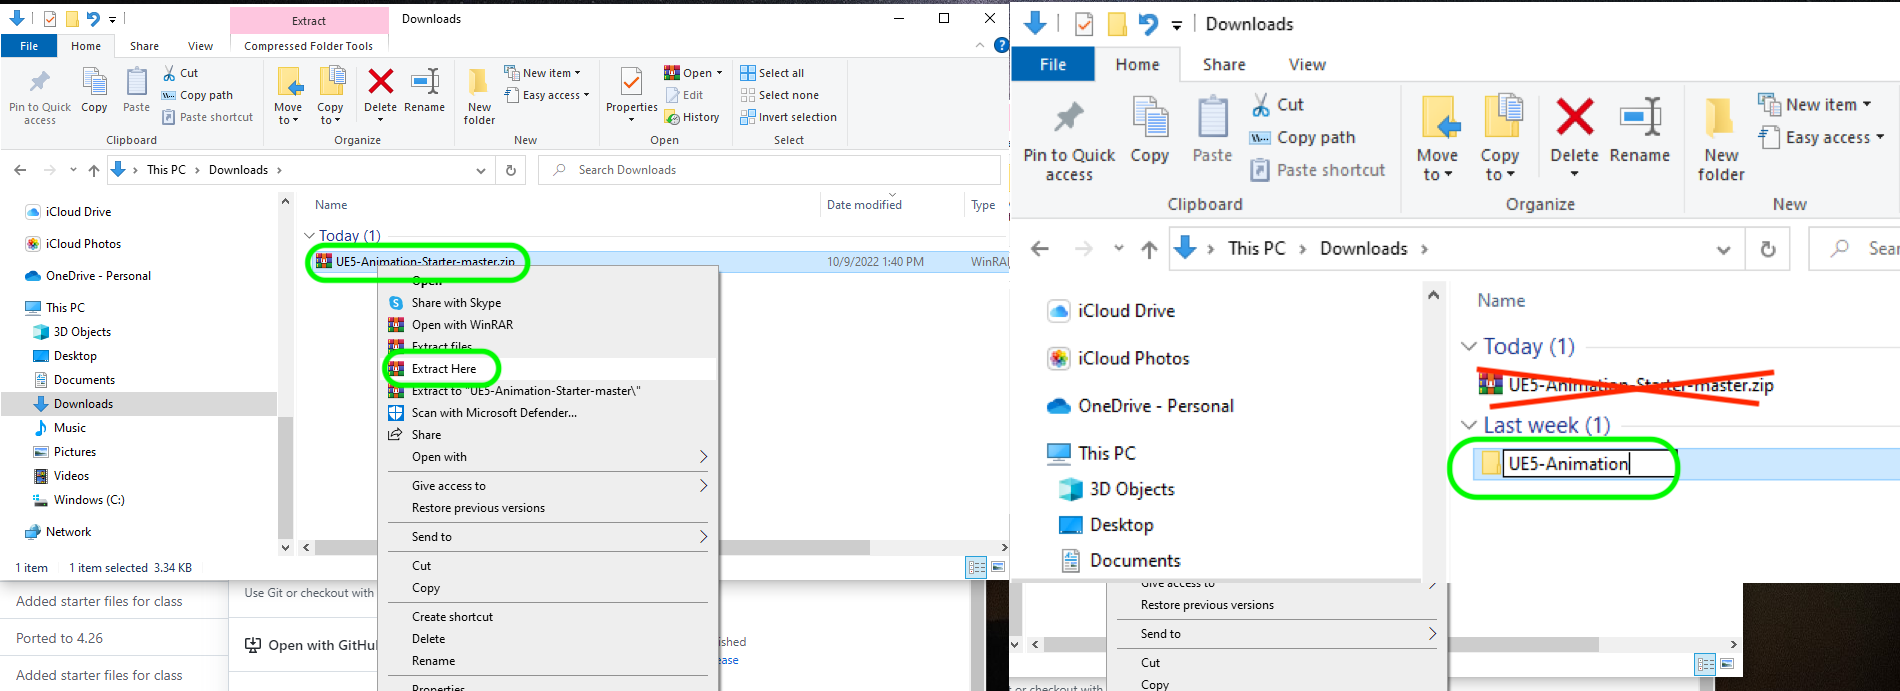 Extract
Downloads
File
Home
Share
View
Compressed Folder Tools
Pin to Quick access
Copy
Paste
Cut
Copy path
Paste shortcut
Clipboard
Move to
Copy to
Delete
Rename
Organize
New folder
New item
Easy access
New
Properties
Open
Edit
History
Open
Select all
Select none
Invert selection
Select
This PC > Downloads >
Search Downloads
iCloud Drive
iCloud Photos
OneDrive - Personal
This PC
3D Objects
Desktop
Documents
Downloads
Music
Pictures
Videos
Windows (C:)
Network
Name
Date modified
Type
Today (1)
UE5-Animation-Starter-master.zip
10/9/2022 1:40 PM
WinRA
Open
Share with Skype
Open with WinRAR
Extract files
Extract Here
Extract to "UE5-Animation-Starter-master\"
Scan with Microsoft Defender...
Share
Open with
Give access to
Restore previous versions
Send to
Cut
Copy
Create shortcut
Delete
Rename
Properties
1 item
1 item selected 3.34 KB
Added starter files for class
Ported to 4.26
Added starter files for class
Use Git or checkout with
Open with GitHu
ished
ease
Downloads
File
Home
Share
View
Pin to Quick access
Copy
Paste
Cut
Copy path
Paste shortcut
Clipboard
Move to
Copy to
Delete
Rename
Organize
New folder
New item
Easy access
New
This PC > Downloads >
Sear
iCloud Drive
iCloud Photos
OneDrive - Personal
This PC
3D Objects
Desktop
Documents
Name
Today (1)
UE5-Animation-Starter-master.zip
Last week (1)
UE5-Animation
Give access to
Restore previous versions
Send to
Cut
Copy
t or checkout with